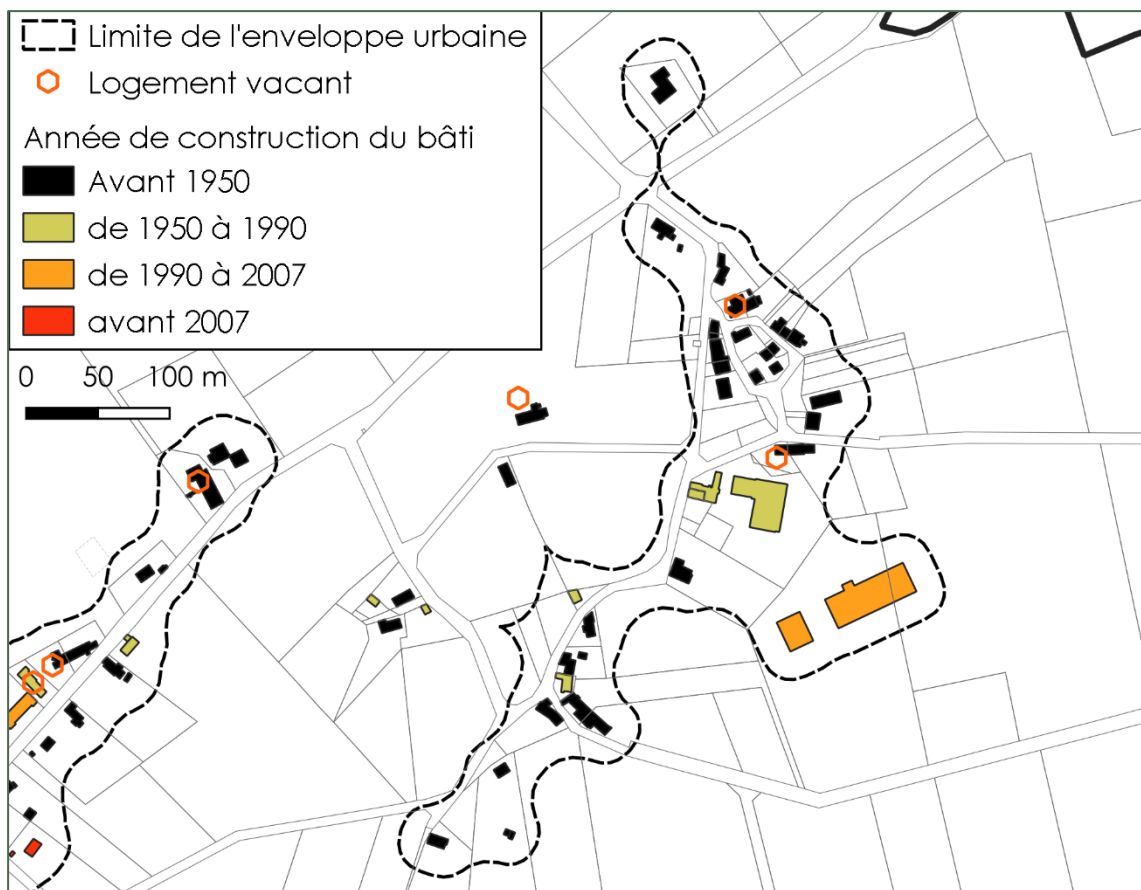 Limite de l'enveloppe urbaine
Logement vacant
Année de construction du bâti
Avant 1950
de 1950 à 1990
de 1990 à 2007
avant 2007
0 50 100 m